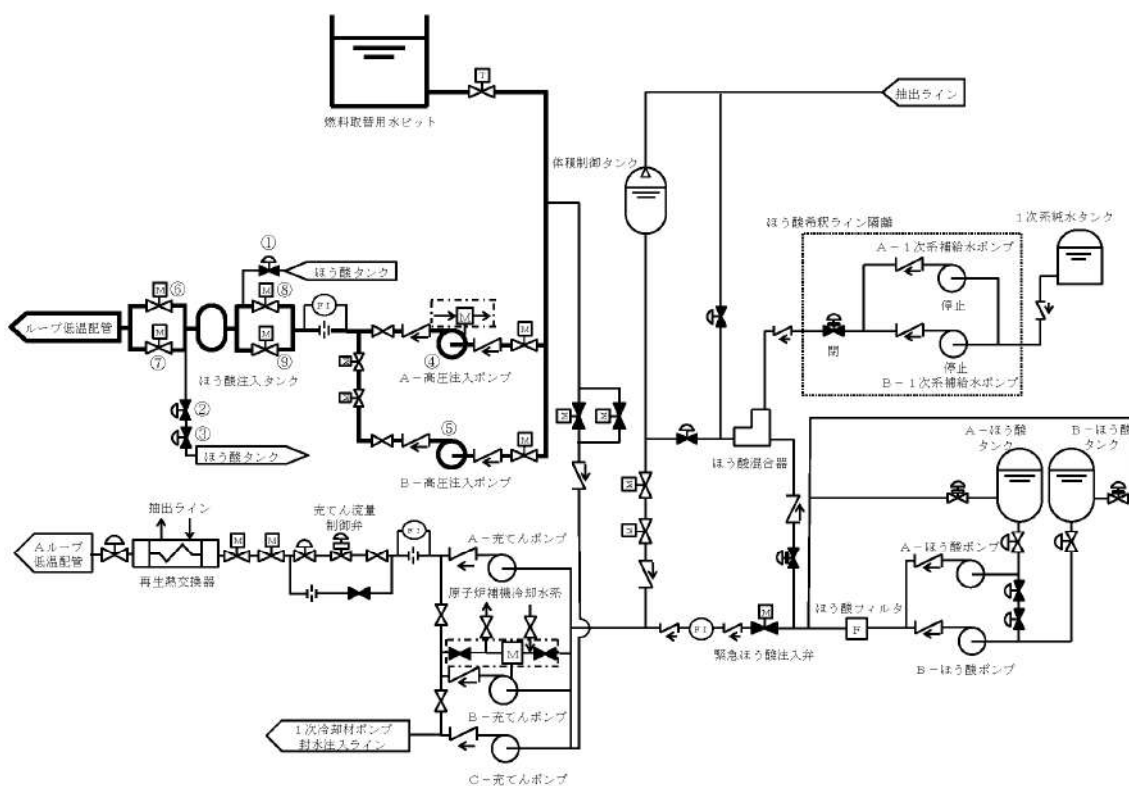 燃料取替用水ピット
T
抽出ライン
体積制御タンク
ほう酸希釈ライン隔離
1次系純水タンク
A-1次系補給水ポンプ
停止
閉
停止
B-1次系補給水ポンプ
①
ほう酸タンク
M
⑥
M
⑧
FI
M
ループ低温配管
M
⑦
M
⑨
ほう酸注入タンク
④
M
A-高圧注入ポンプ
M
M
②
③
ほう酸タンク
⑤
M
B-高圧注入ポンプ
M
M
ほう酸混合器
A-ほう酸
タンク
B-ほう酸
タンク
M
M
抽出ライン
充てん流量
制御弁
FI
Aループ
低温配管
M
M
再生熱交換器
A-充てんポンプ
原子炉補機冷却水系
M
B-充てんポンプ
1次冷却材ポンプ
封水注入ライン
C-充てんポンプ
FI
M
緊急ほう酸注入弁
ほう酸フィルタ
F
A-ほう酸ポンプ
B-ほう酸ポンプ